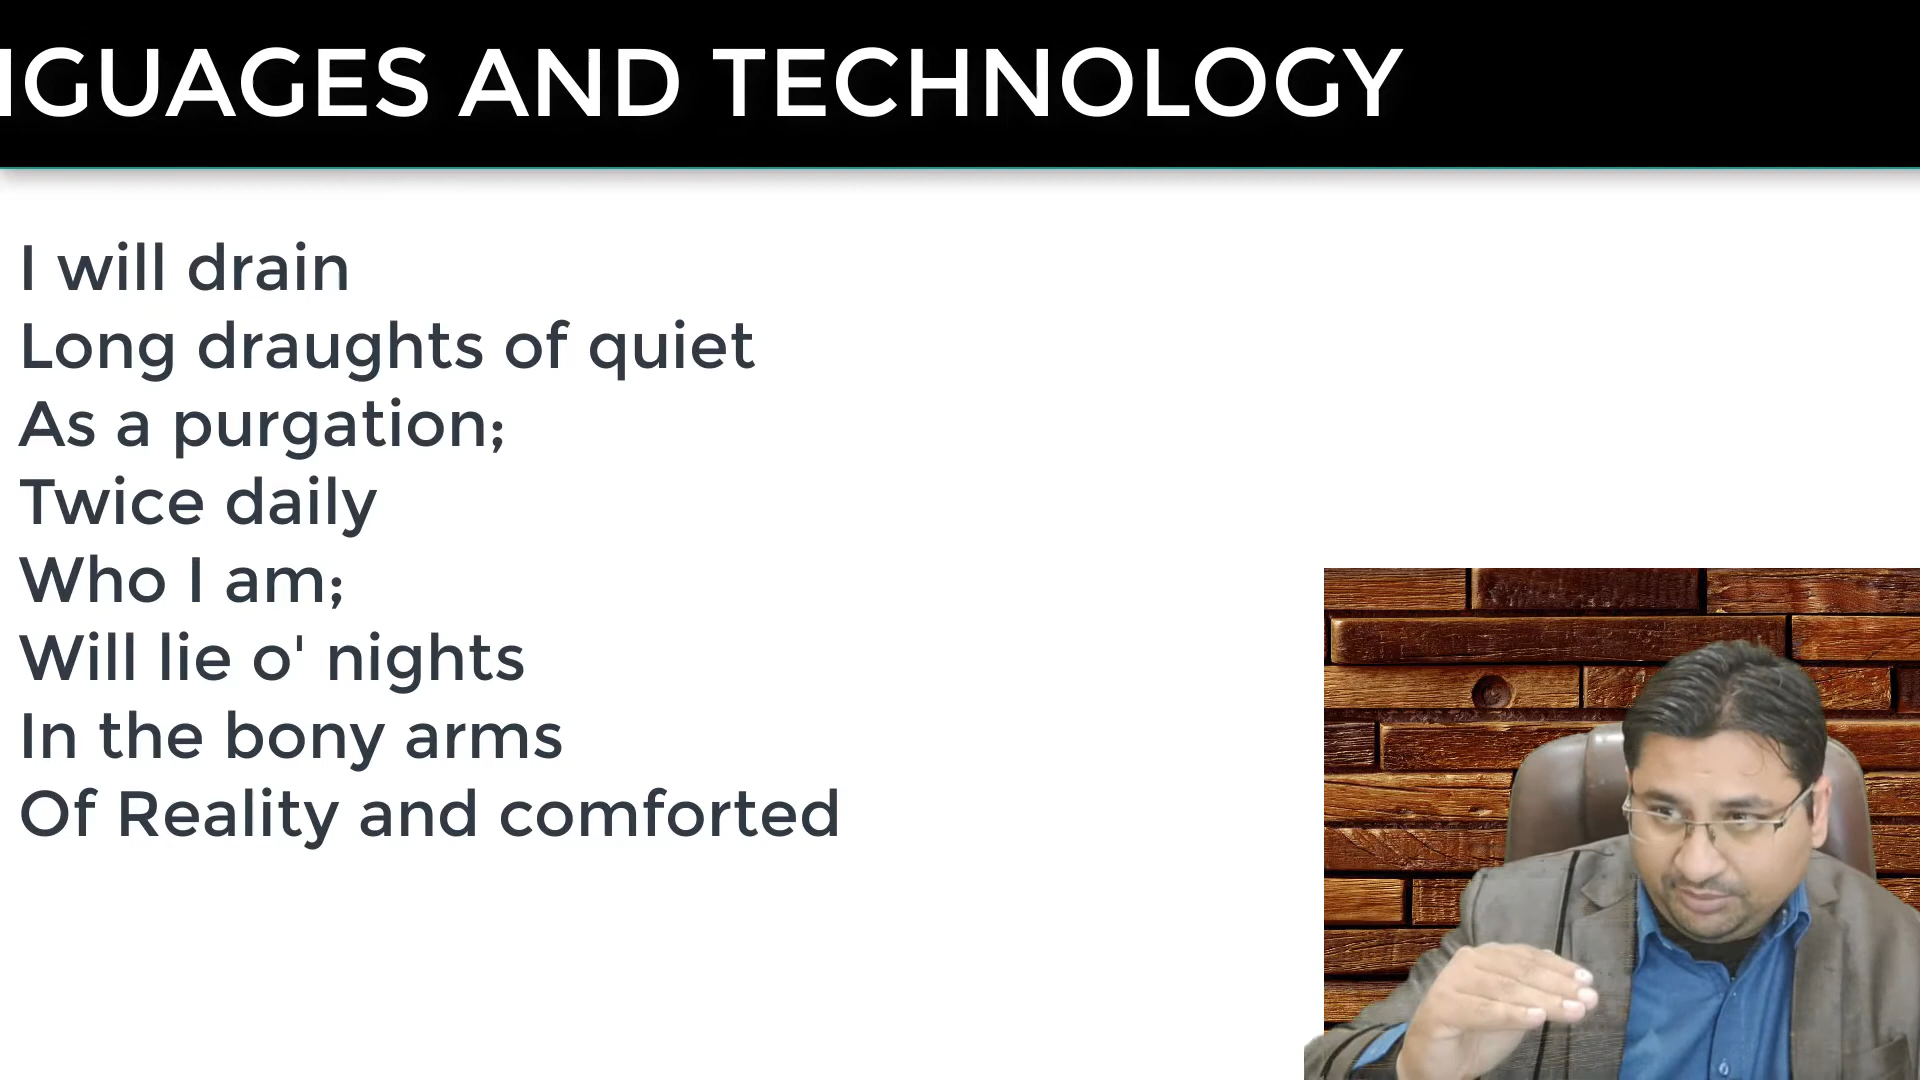 NGUAGES AND TECHNOLOGY
I will drain
Long draughts of quiet
As a purgation;
Twice daily
Who I am;
Will lie o' nights
In the bony arms
Of Reality and comforted